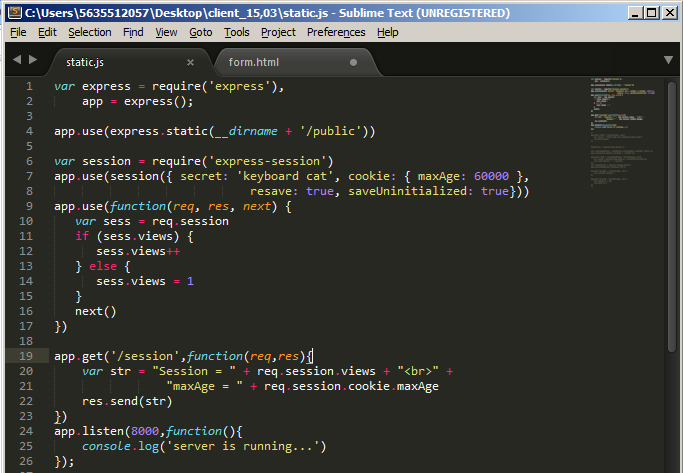 C:\Users\5635512057\Desktop\client_15,03\static.js - Sublime Text (UNREGISTERED)
File Edit Selection Find View Goto Tools Project Preferences Help
static.js × form.html
1 var express = require('express'),
2     app = express();
3
4 app.use(express.static(__dirname + '/public'))
5
6 var session = require('express-session')
7 app.use(session({ secret: 'keyboard cat', cookie: { maxAge: 60000 },
8                             resave: true, saveUninitialized: true}))
9 app.use(function(req, res, next) {
10    var sess = req.session
11    if (sess.views) {
12       sess.views++
13    } else {
14       sess.views = 1
15    }
16    next()
17 })
18
19 app.get('/session',function(req,res){
20     var str = "Session = " + req.session.views + "<br>" +
21                 "maxAge = " + req.session.cookie.maxAge
22     res.send(str)
23 })
24 app.listen(8000,function(){
25     console.log('server is running...')
26 });